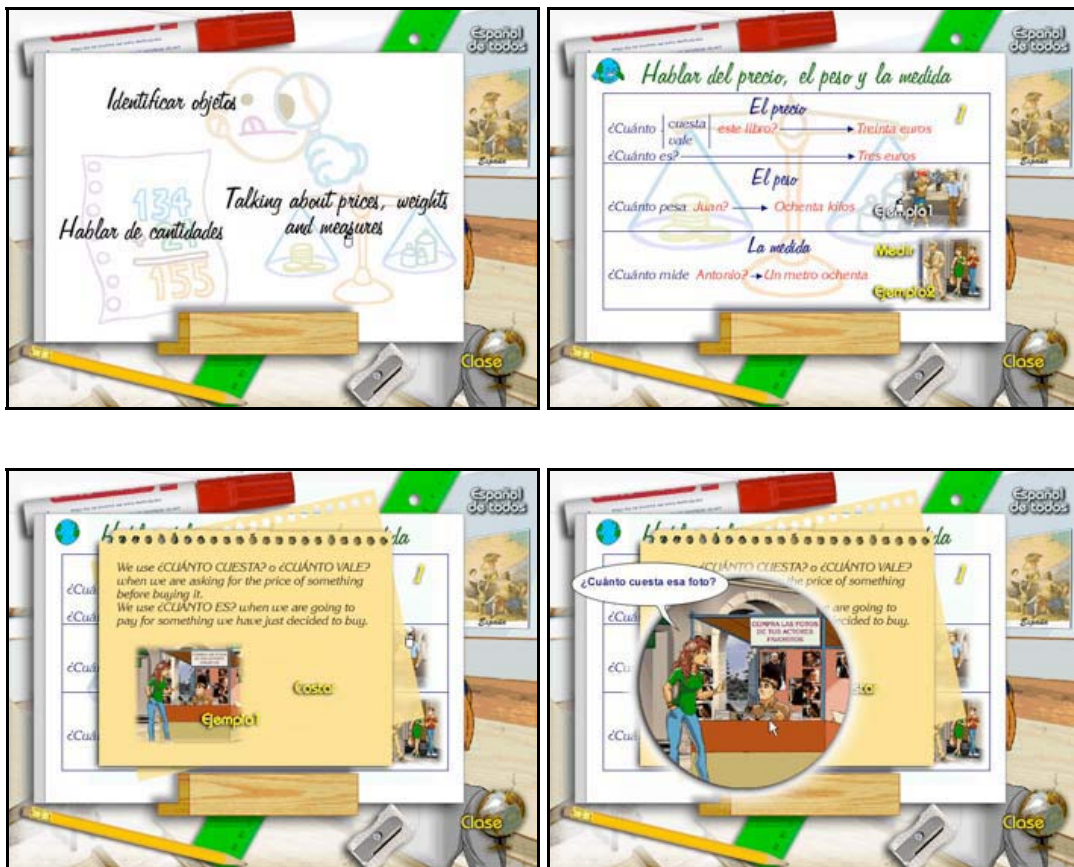 Español
de todos
Identificar objetos
134
21
155
Talking about prices, weights
and measures
Hablar de cantidades
España
Clase
Español
de todos
Hablar del precio, el peso y la medida
El precio
¿Cuánto cuesta este libro? Treinta euros
vale
¿Cuánto es? Tres euros
El peso
¿Cuánto pesa Juan? Ochenta kilos
Ejemplo1
La medida
Medir
¿Cuánto mide Antonio? Un metro ochenta
Ejemplo2
España
Clase
Español
de todos
We use ¿CUÁNTO CUESTA? o ¿CUÁNTO VALE?
when we are asking for the price of something
before buying it.
We use ¿CUÁNTO ES? when we are going to
pay for something we have just decided to buy.
Costar
Ejemplo1
España
Clase
Español
de todos
¿CUÁNTO CUESTA? o ¿CUÁNTO VALE?
the price of something
¿Cuánto cuesta esa foto?
are going to
decided to buy.
COMPRA LAS FOTOS
DE TUS ACTORES
FAVORITOS
España
Clase